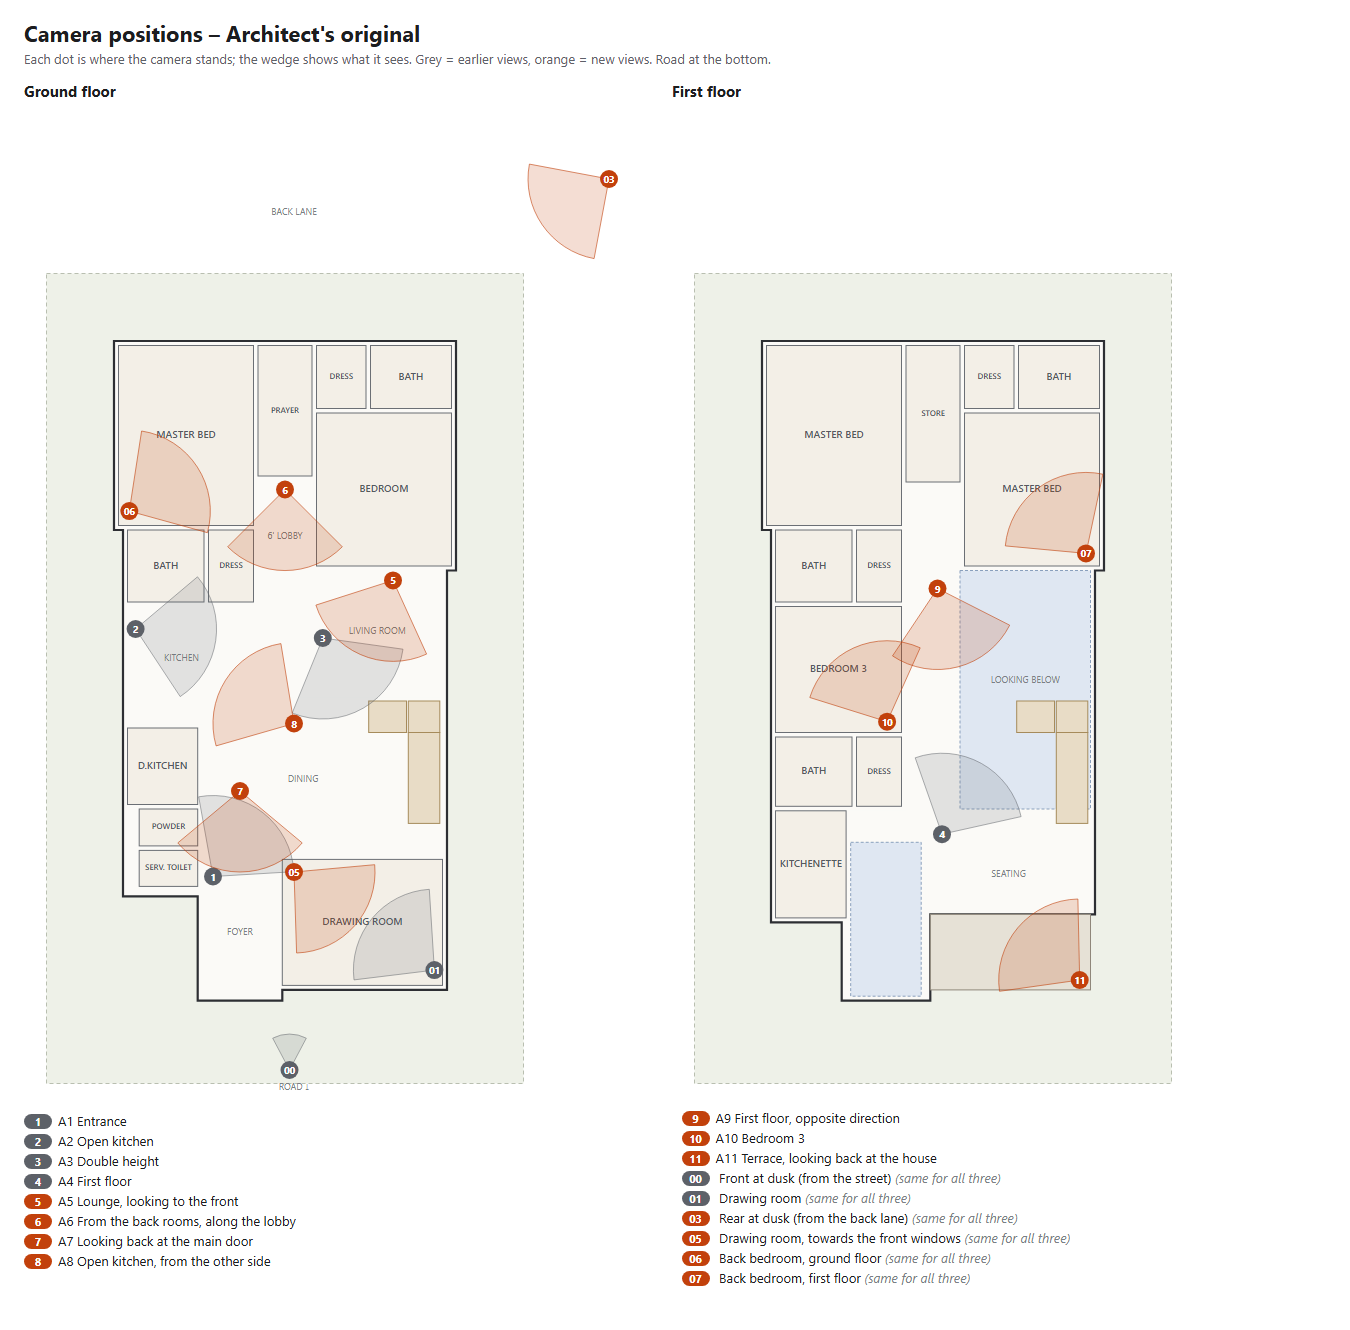 Camera positions – Architect's original
Each dot is where the camera stands; the wedge shows what it sees. Grey = earlier views, orange = new views. Road at the bottom.
Ground floor
First floor
03
BACK LANE
DRESS
BATH
PRAYER
MASTER BED
BEDROOM
6
06
6' LOBBY
BATH
DRESS
5
2
3
LIVING ROOM
KITCHEN
8
D.KITCHEN
DINING
7
POWDER
SERV. TOILET
1
05
DRAWING ROOM
FOYER
01
00
ROAD ↓
DRESS
BATH
STORE
MASTER BED
MASTER BED
07
BATH
DRESS
9
BEDROOM 3
LOOKING BELOW
10
BATH
DRESS
4
KITCHENETTE
SEATING
11
1 A1 Entrance
2 A2 Open kitchen
3 A3 Double height
4 A4 First floor
5 A5 Lounge, looking to the front
6 A6 From the back rooms, along the lobby
7 A7 Looking back at the main door
8 A8 Open kitchen, from the other side
9 A9 First floor, opposite direction
10 A10 Bedroom 3
11 A11 Terrace, looking back at the house
00 Front at dusk (from the street) (same for all three)
01 Drawing room (same for all three)
03 Rear at dusk (from the back lane) (same for all three)
05 Drawing room, towards the front windows (same for all three)
06 Back bedroom, ground floor (same for all three)
07 Back bedroom, first floor (same for all three)